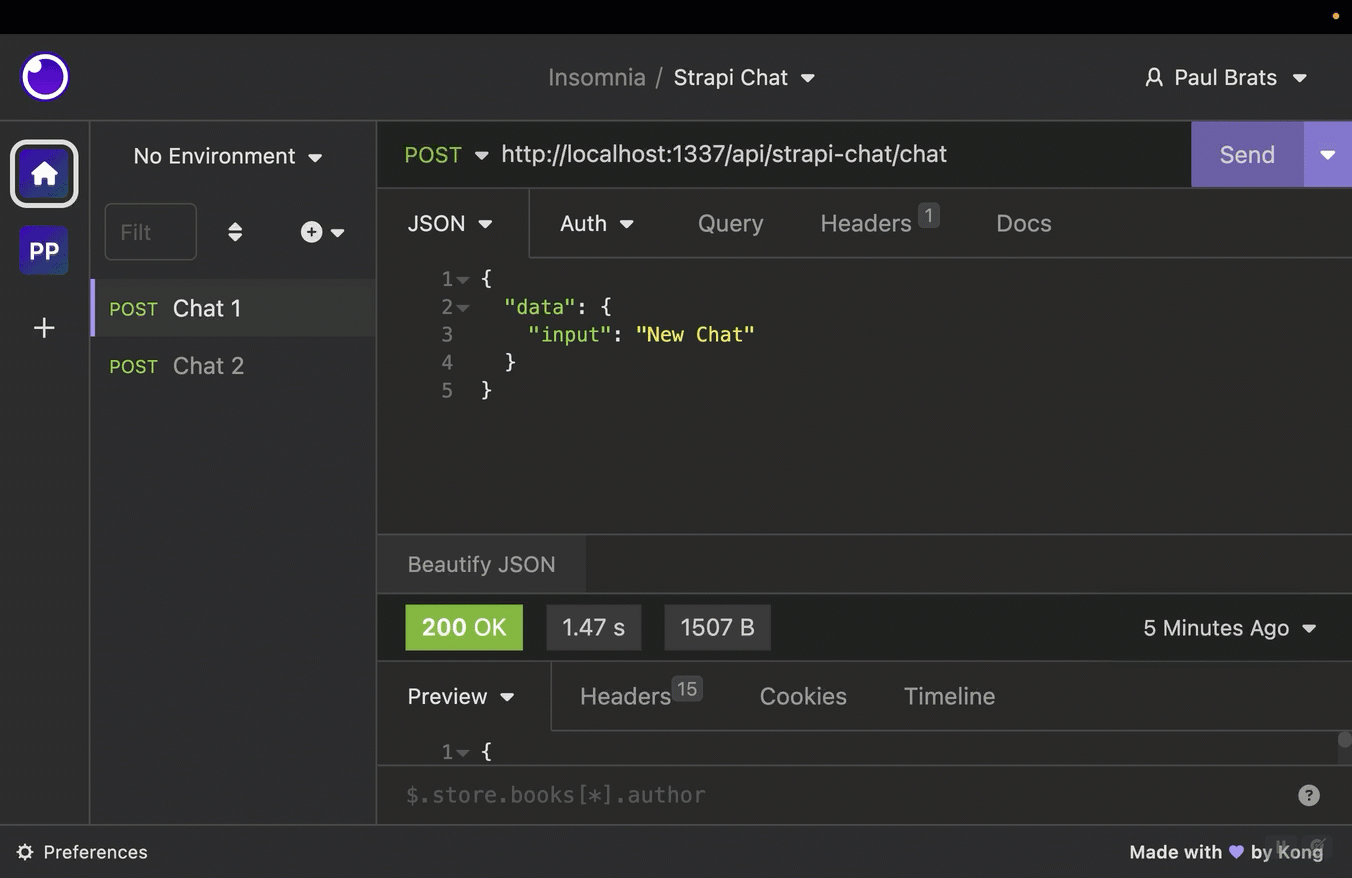 Insomnia / Strapi Chat
Paul Brats
No Environment
POST http://localhost:1337/api/strapi-chat/chat
Send
Filt
JSON
Auth
Query
Headers 1
Docs
PP
POST Chat 1
POST Chat 2
1 {
2 "data": {
3 "input": "New Chat"
4 }
5 }
Beautify JSON
200 OK
1.47 s
1507 B
5 Minutes Ago
Preview
Headers 15
Cookies
Timeline
1 {
$.store.books[*].author
?
Preferences
Made with 💜 by Kong